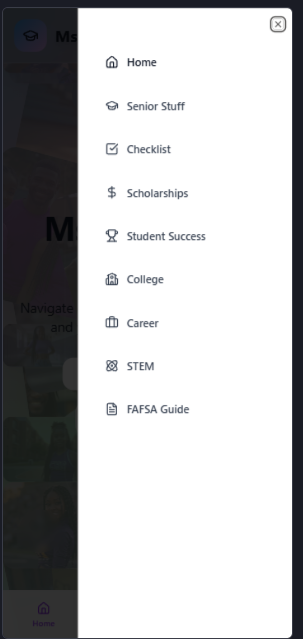 Ms
Home
Senior Stuff
Checklist
Scholarships
Student Success
College
Career
STEM
FAFSA Guide
Navigate
and
Home